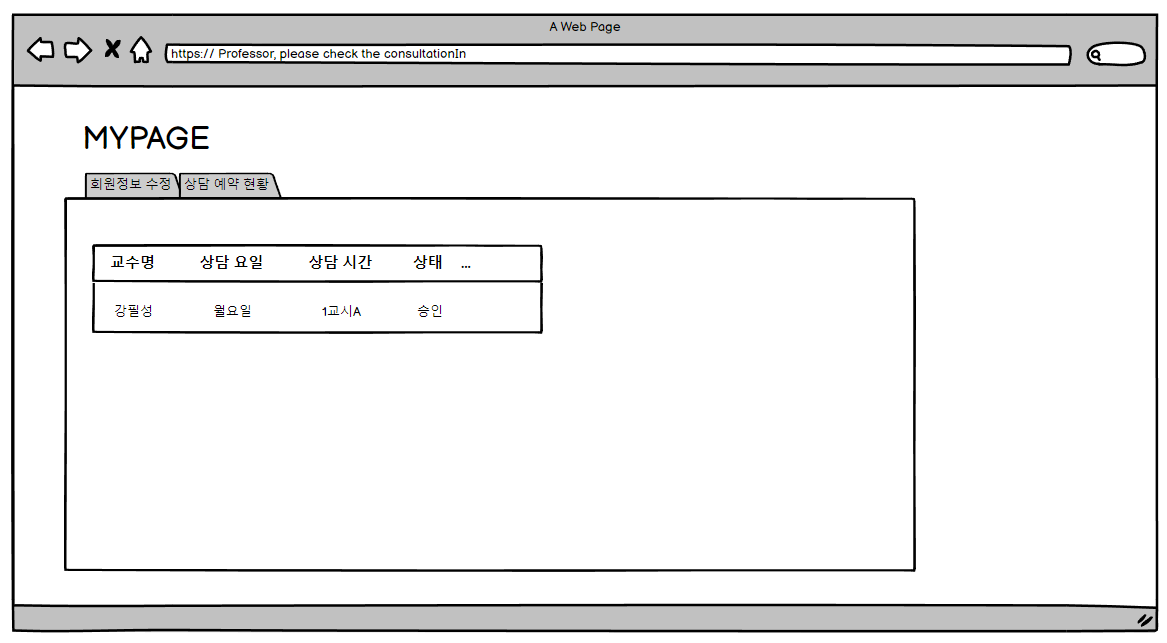 A Web Page
https:// Professor, please check the consultationIn
MYPAGE
회원정보 수정 상담 예약 현황
교수명 상담 요일 상담 시간 상태 ...
강필성 월요일 1교시A 승인